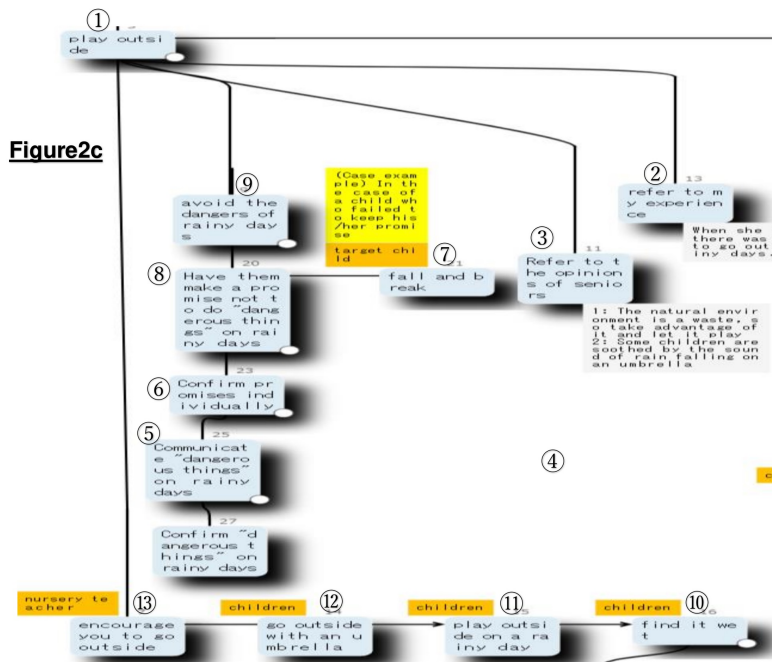 ①
play outsi
de
Figure2c
②
13
refer to m
y experien
ce
When she
there was
to go out
iny days.
③
11
Refer to t
he opinion
s of senio
rs
1: The natural envir
onment is a waste, s
o take advantage of
it and let it play
2: Some children are
soothed by the soun
d of rain falling on
an umbrella
(Case exam
ple) In th
e case of
a child wh
o failed t
o keep his
/her promi
se
target chi
ld
⑦
21
fall and b
reak
⑨
avoid the
dangers of
rainy day
s
⑧
20
Have them
make a pro
mise not t
o do "dang
erous thin
gs" on rai
ny days
⑥
23
Confirm pr
omises ind
ividually
⑤
25
Communicat
e "dangero
us things"
on rainy
days
④
27
Confirm "d
angerous t
hings" on
rainy days
c
nursery te
acher
⑬
encourage
you to go
outside
children
⑫
14
go outside
with an u
mbrella
children
⑪
15
play outsi
de on a ra
iny day
children
⑩
16
find it we
t